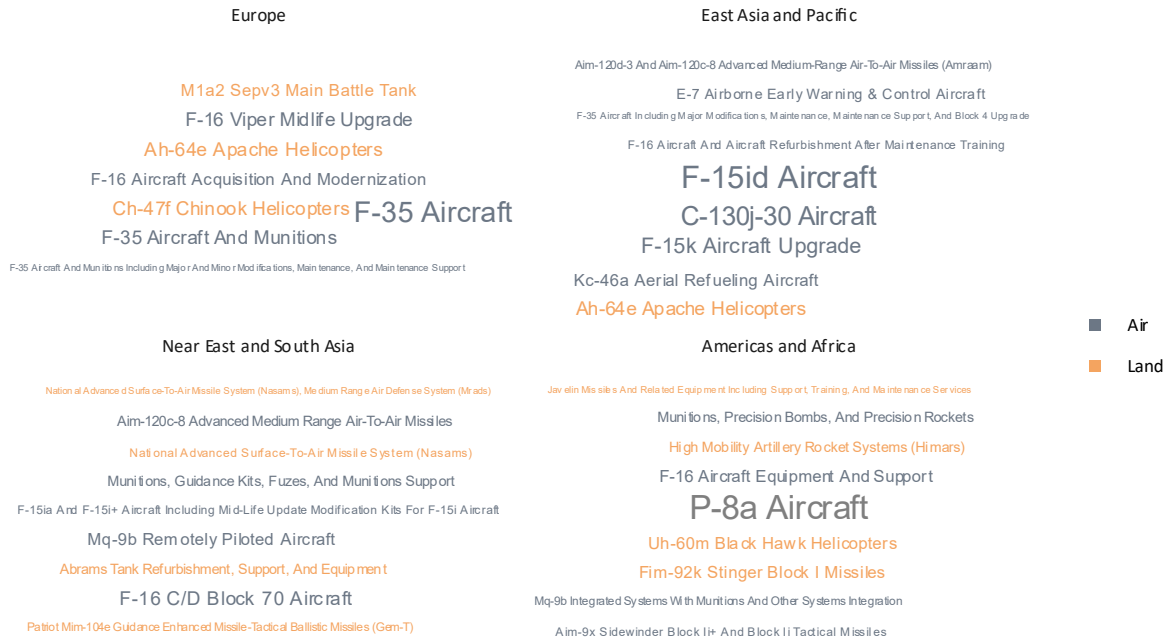 Europe
M1a2 Sepv3 Main Battle Tank
F-16 Viper Midlife Upgrade
Ah-64e Apache Helicopters
F-16 Aircraft Acquisition And Modernization
Ch-47f Chinook Helicopters
F-35 Aircraft
F-35 Aircraft And Munitions
F-35 Aircraft And Munitions Including Major And Minor Modifications, Maintenance, And Maintenance Support
East Asia and Pacific
Aim-120d-3 And Aim-120c-8 Advanced Medium-Range Air-To-Air Missiles (Amraam)
E-7 Airborne Early Warning & Control Aircraft
F-35 Aircraft Including Major Modifications, Maintenance, Maintenance Support, And Block 4 Upgrade
F-16 Aircraft And Aircraft Refurbishment After Maintenance Training
F-15id Aircraft
C-130j-30 Aircraft
F-15k Aircraft Upgrade
Kc-46a Aerial Refueling Aircraft
Ah-64e Apache Helicopters
Air
Land
Near East and South Asia
National Advanced Surface-To-Air Missile System (Nasams), Medium Range Air Defense System (Mrads)
Aim-120c-8 Advanced Medium Range Air-To-Air Missiles
National Advanced Surface-To-Air Missile System (Nasams)
Munitions, Guidance Kits, Fuzes, And Munitions Support
F-15ia And F-15i+ Aircraft Including Mid-Life Update Modification Kits For F-15i Aircraft
Mq-9b Remotely Piloted Aircraft
Abrams Tank Refurbishment, Support, And Equipment
F-16 C/D Block 70 Aircraft
Patriot Mim-104e Guidance Enhanced Missile-Tactical Ballistic Missiles (Gem-T)
Americas and Africa
Javelin Missiles And Related Equipment Including Support, Training, And Maintenance Services
Munitions, Precision Bombs, And Precision Rockets
High Mobility Artillery Rocket Systems (Himars)
F-16 Aircraft Equipment And Support
P-8a Aircraft
Uh-60m Black Hawk Helicopters
Fim-92k Stinger Block I Missiles
Mq-9b Integrated Systems With Munitions And Other Systems Integration
Aim-9x Sidewinder Block Ii+ And Block Ii Tactical Missiles